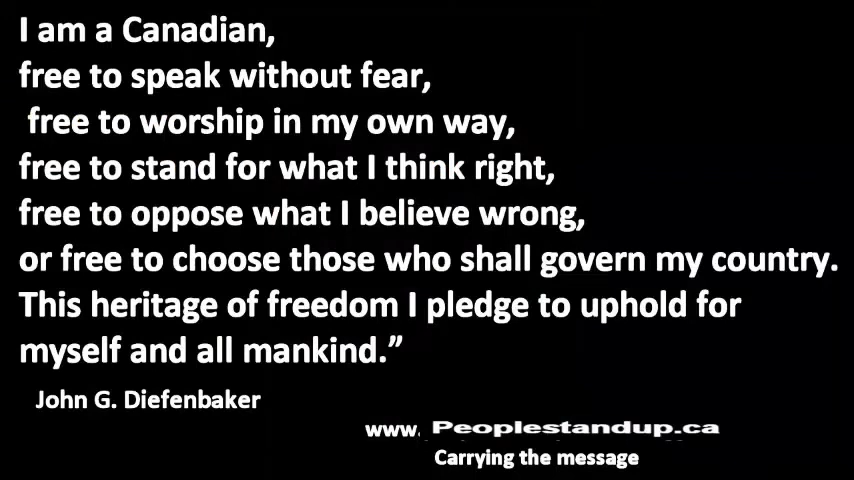 I am a Canadian,
free to speak without fear,
free to worship in my own way,
free to stand for what I think right,
free to oppose what I believe wrong,
or free to choose those who shall govern my country.
This heritage of freedom I pledge to uphold for
myself and all mankind.”
John G. Diefenbaker
www. Peoplestandup.ca
Carrying the message